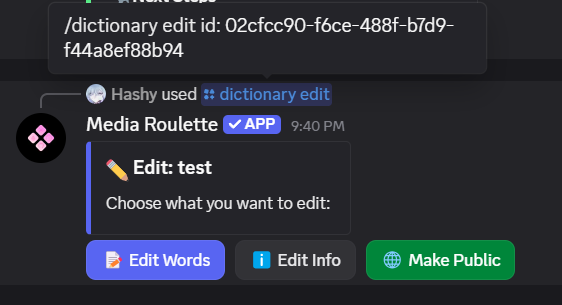 /dictionary edit id: 02cfcc90-f6ce-488f-b7d9-
f44a8ef88b94
Hashy used dictionary edit
Media Roulette ✓ APP 9:40 PM
✏️ Edit: test
Choose what you want to edit:
📝 Edit Words ℹ️ Edit Info 🌐 Make Public